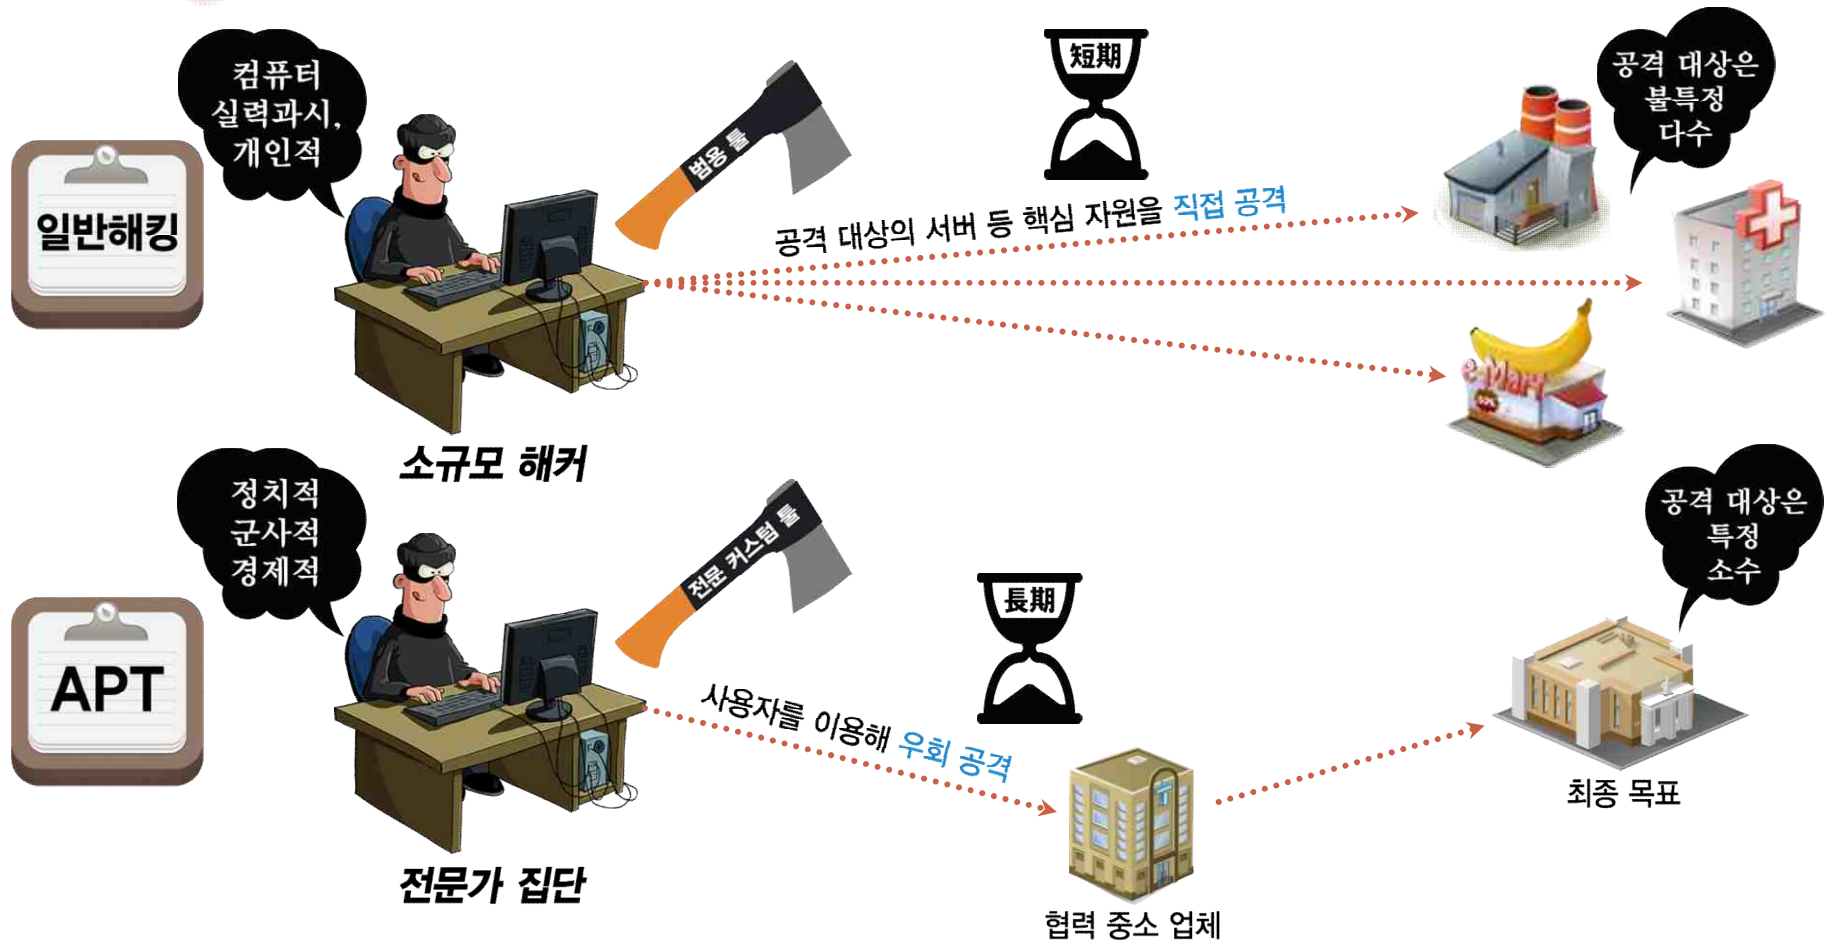 컴퓨터
실력과시,
개인적
일반해킹
범용 툴
短期
공격 대상의 서버 등 핵심 자원을 직접 공격
공격 대상은
불특정
다수
e-Mart
50%
소규모 해커
정치적
군사적
경제적
APT
전문 커스텀 툴
長期
사용자를 이용해 우회 공격
공격 대상은
특정
소수
최종 목표
전문가 집단
협력 중소 업체